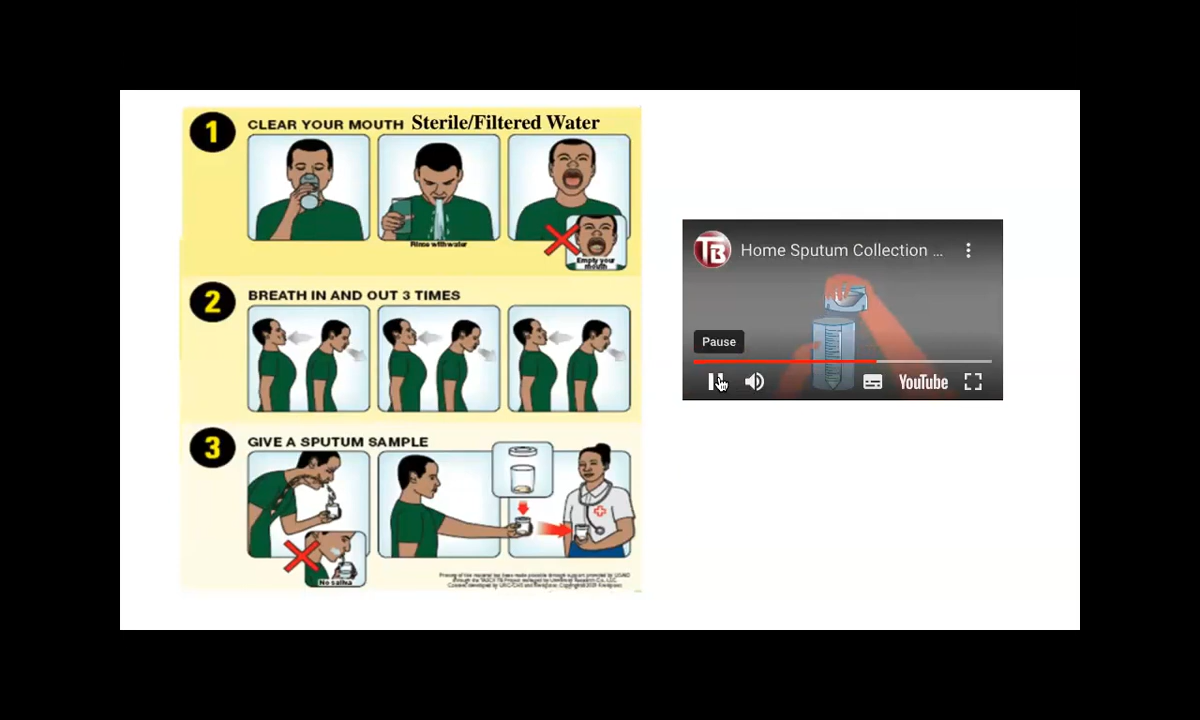 1
CLEAR YOUR MOUTH Sterile/Filtered Water
Rinse with water
Empty your
mouth
2
BREATH IN AND OUT 3 TIMES
3
GIVE A SPUTUM SAMPLE
No saliva
TB
Home Sputum Collection ...
Pause
YouTube